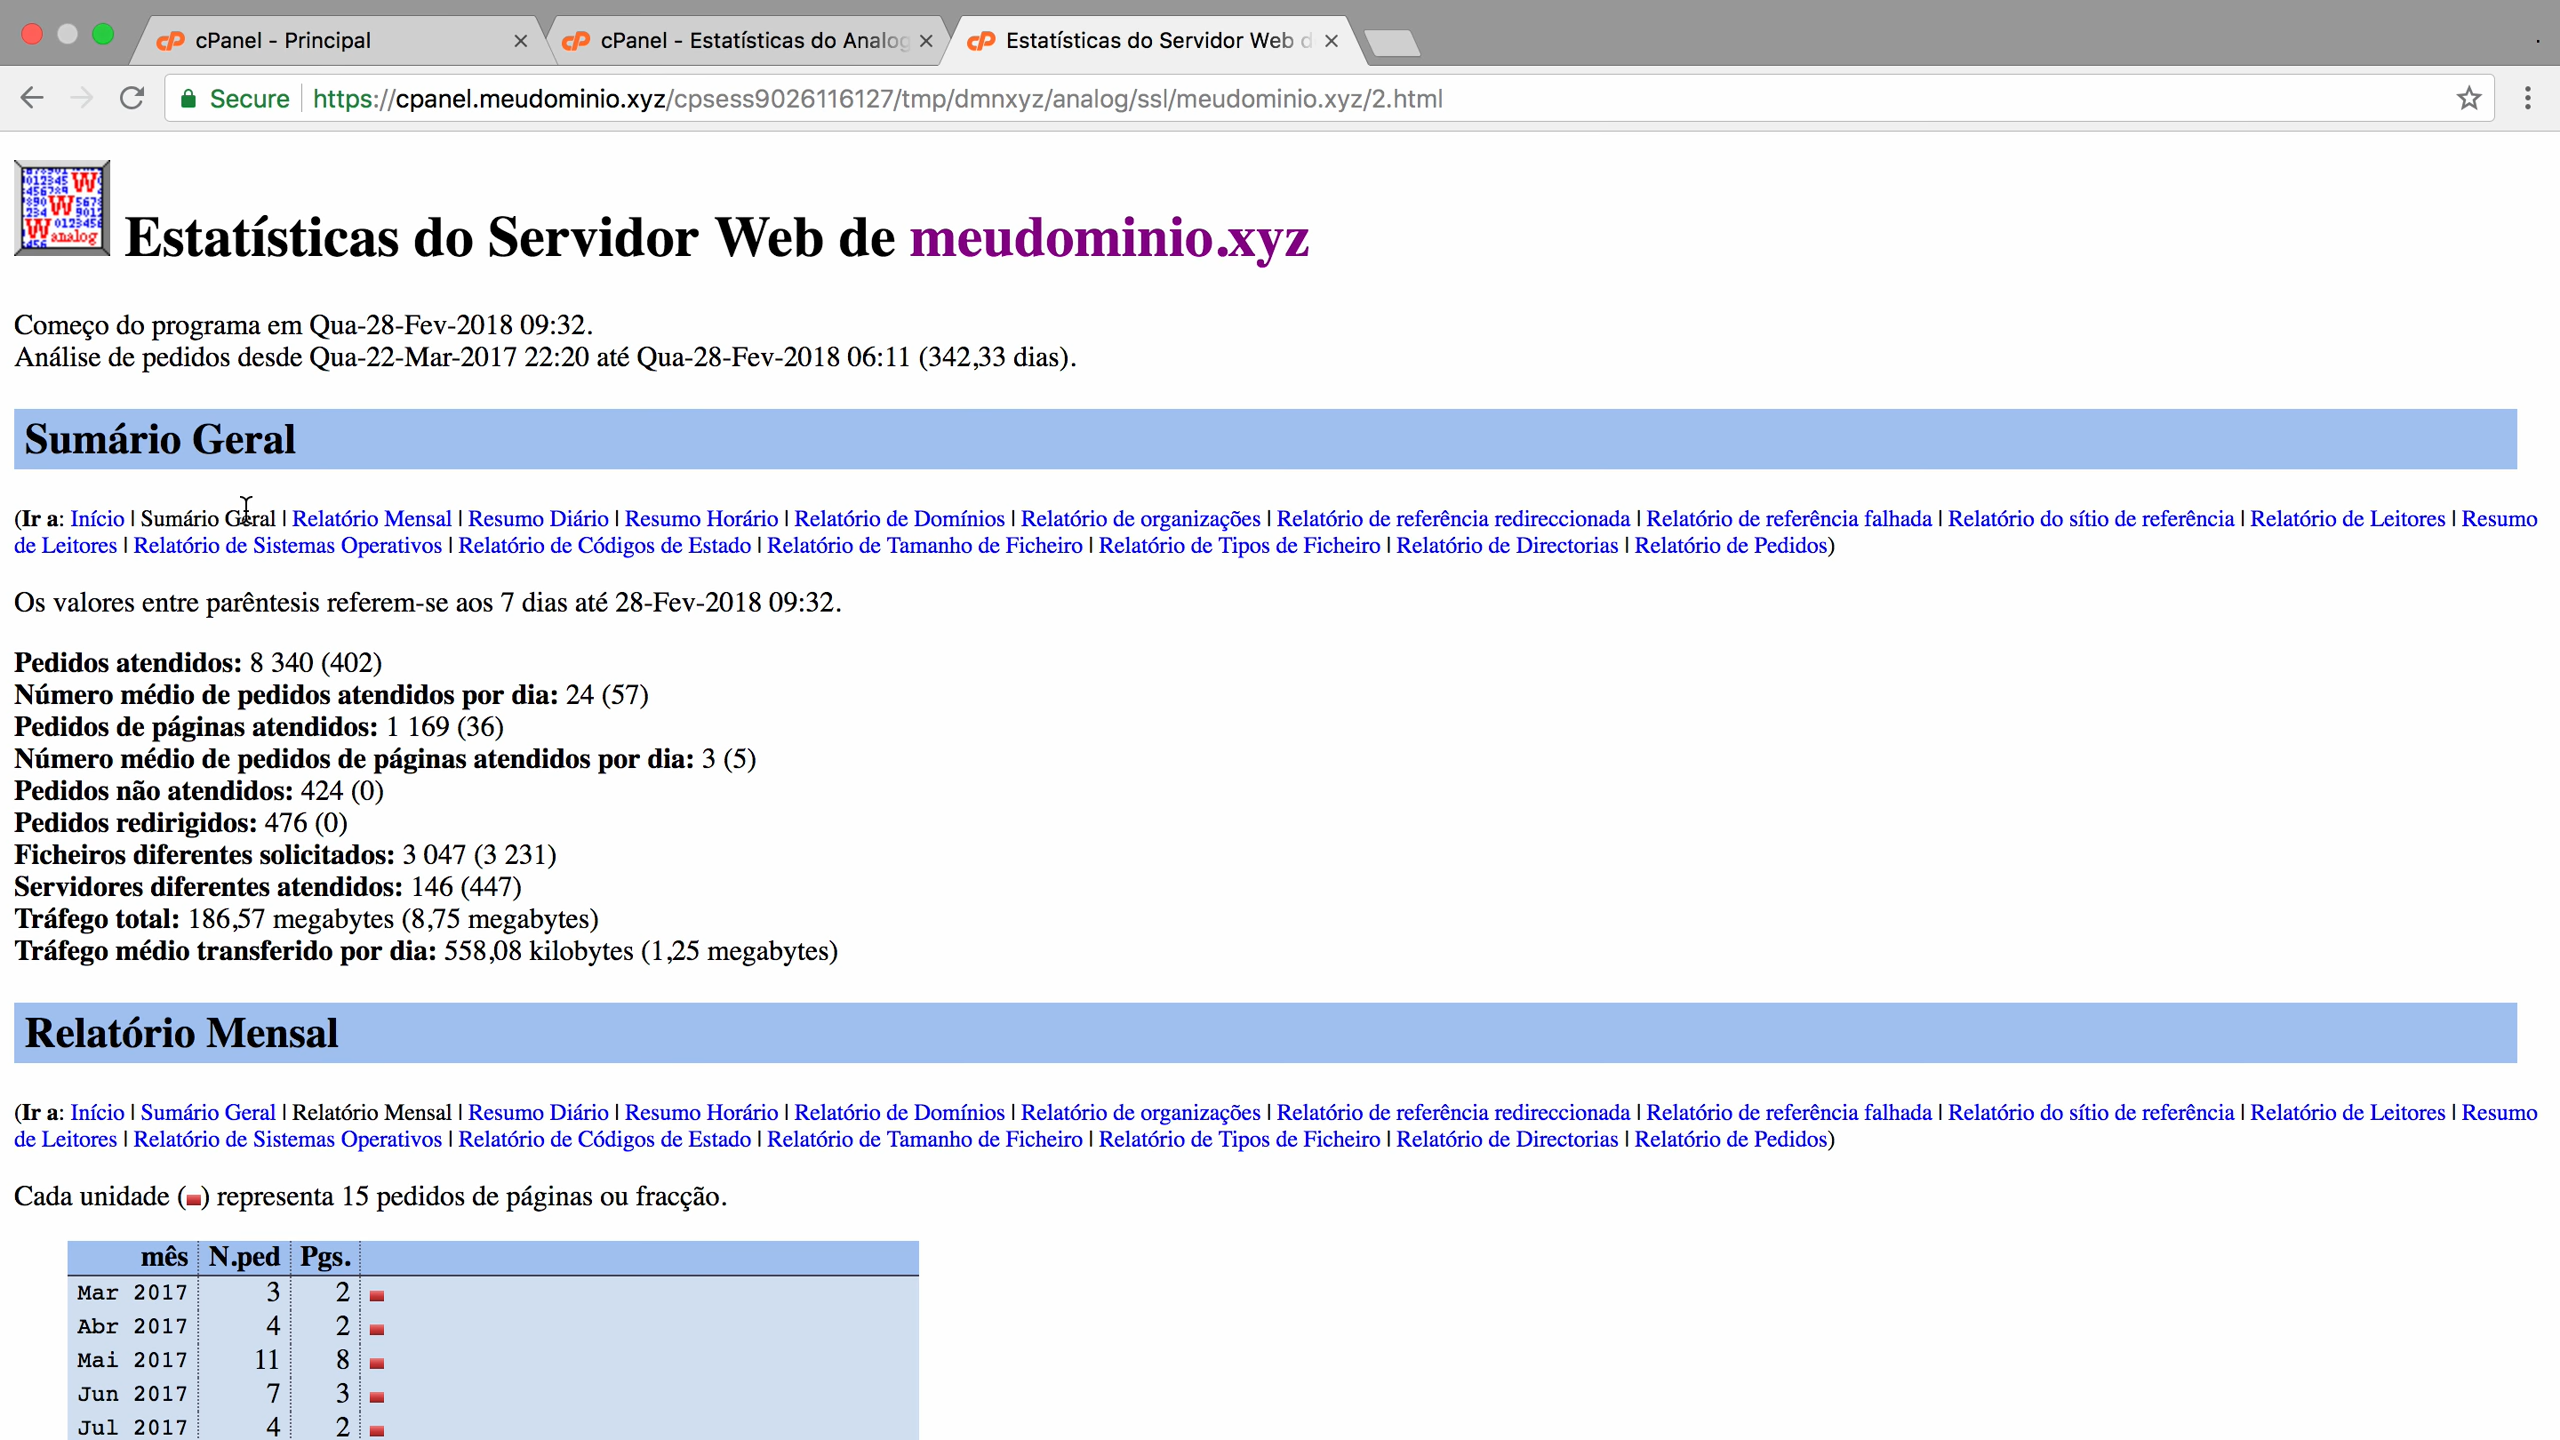 cPanel - Principal
cPanel - Estatísticas do Analog
Estatísticas do Servidor Web d
Secure
https://cpanel.meudominio.xyz/cpsess9026116127/tmp/dmnxyz/analog/ssl/meudominio.xyz/2.html
analog
Estatísticas do Servidor Web de meudominio.xyz
Começo do programa em Qua-28-Fev-2018 09:32.
Análise de pedidos desde Qua-22-Mar-2017 22:20 até Qua-28-Fev-2018 06:11 (342,33 dias).
Sumário Geral
(Ir a: Início | Sumário Geral | Relatório Mensal | Resumo Diário | Resumo Horário | Relatório de Domínios | Relatório de organizações | Relatório de referência redireccionada | Relatório de referência falhada | Relatório do sítio de referência | Relatório de Leitores | Resumo
de Leitores | Relatório de Sistemas Operativos | Relatório de Códigos de Estado | Relatório de Tamanho de Ficheiro | Relatório de Tipos de Ficheiro | Relatório de Directorias | Relatório de Pedidos)
Os valores entre parêntesis referem-se aos 7 dias até 28-Fev-2018 09:32.
Pedidos atendidos: 8 340 (402)
Número médio de pedidos atendidos por dia: 24 (57)
Pedidos de páginas atendidos: 1 169 (36)
Número médio de pedidos de páginas atendidos por dia: 3 (5)
Pedidos não atendidos: 424 (0)
Pedidos redirigidos: 476 (0)
Ficheiros diferentes solicitados: 3 047 (3 231)
Servidores diferentes atendidos: 146 (447)
Tráfego total: 186,57 megabytes (8,75 megabytes)
Tráfego médio transferido por dia: 558,08 kilobytes (1,25 megabytes)
Relatório Mensal
(Ir a: Início | Sumário Geral | Relatório Mensal | Resumo Diário | Resumo Horário | Relatório de Domínios | Relatório de organizações | Relatório de referência redireccionada | Relatório de referência falhada | Relatório do sítio de referência | Relatório de Leitores | Resumo
de Leitores | Relatório de Sistemas Operativos | Relatório de Códigos de Estado | Relatório de Tamanho de Ficheiro | Relatório de Tipos de Ficheiro | Relatório de Directorias | Relatório de Pedidos)
Cada unidade ( ) representa 15 pedidos de páginas ou fracção.
mês N.ped Pgs.
Mar 2017 3 2
Abr 2017 4 2
Mai 2017 11 8
Jun 2017 7 3
Jul 2017 4 2